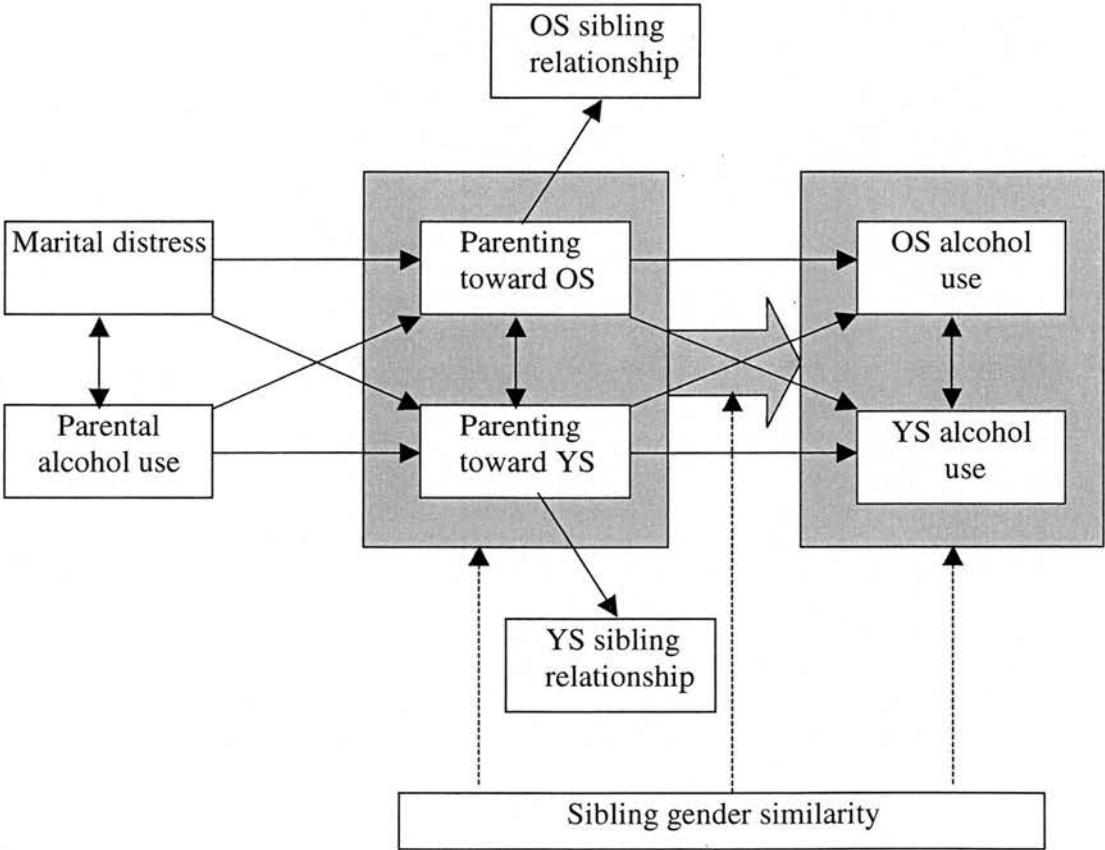 OS sibling
relationship
Marital distress
Parenting
toward OS
OS alcohol
use
Parental
alcohol use
Parenting
toward YS
YS alcohol
use
YS sibling
relationship
Sibling gender similarity